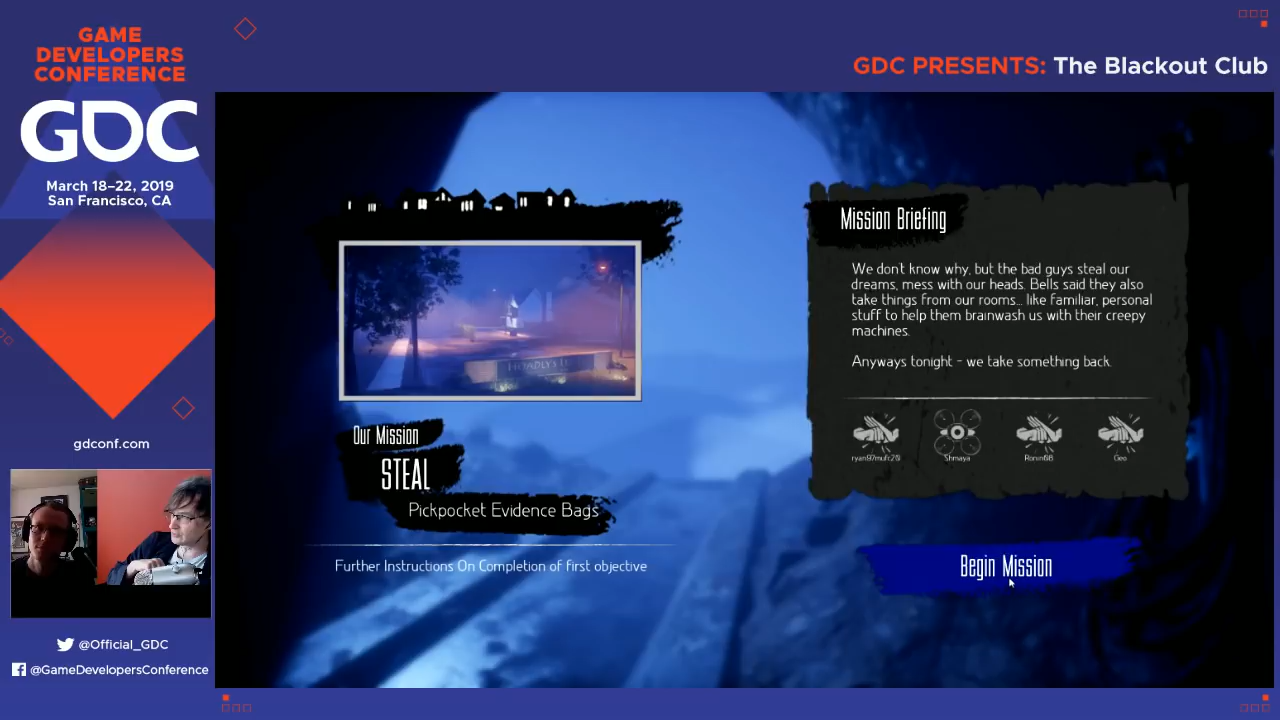 GAME
DEVELOPERS
CONFERENCE
GDC
March 18–22, 2019
San Francisco, CA
gdconf.com
@Official_GDC
@GameDevelopersConference
GDC PRESENTS: The Blackout Club
HOADLY'S
Our Mission
STEAL
Pickpocket Evidence Bags
Further Instructions On Completion of first objective
Mission Briefing
We don't know why, but the bad guys steal our
dreams, mess with our heads. Bells said they also
take things from our rooms... like familiar, personal
stuff to help them brainwash us with their creepy
machines.
Anyways tonight - we take something back.
Shmaya
Geo
Begin Mission